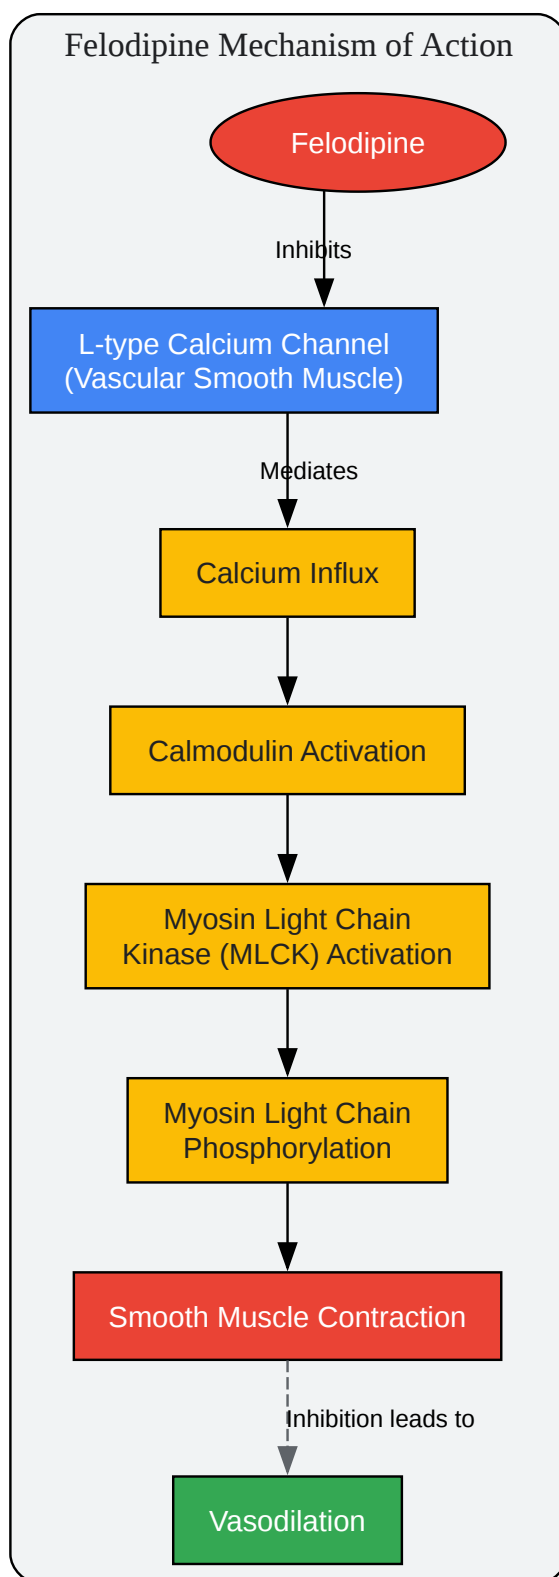 Felodipine Mechanism of Action
Felodipine
Inhibits
L-type Calcium Channel
(Vascular Smooth Muscle)
Mediates
Calcium Influx
Calmodulin Activation
Myosin Light Chain
Kinase (MLCK) Activation
Myosin Light Chain
Phosphorylation
Smooth Muscle Contraction
Inhibition leads to
Vasodilation